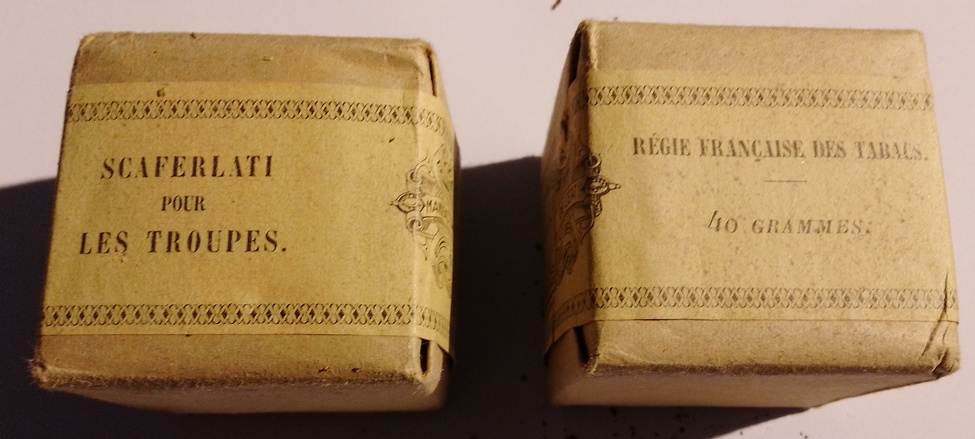 SCAFERLATI
POUR
LES TROUPES.
RÉGIE FRANÇAISE DES TABACS.
40 GRAMMES.